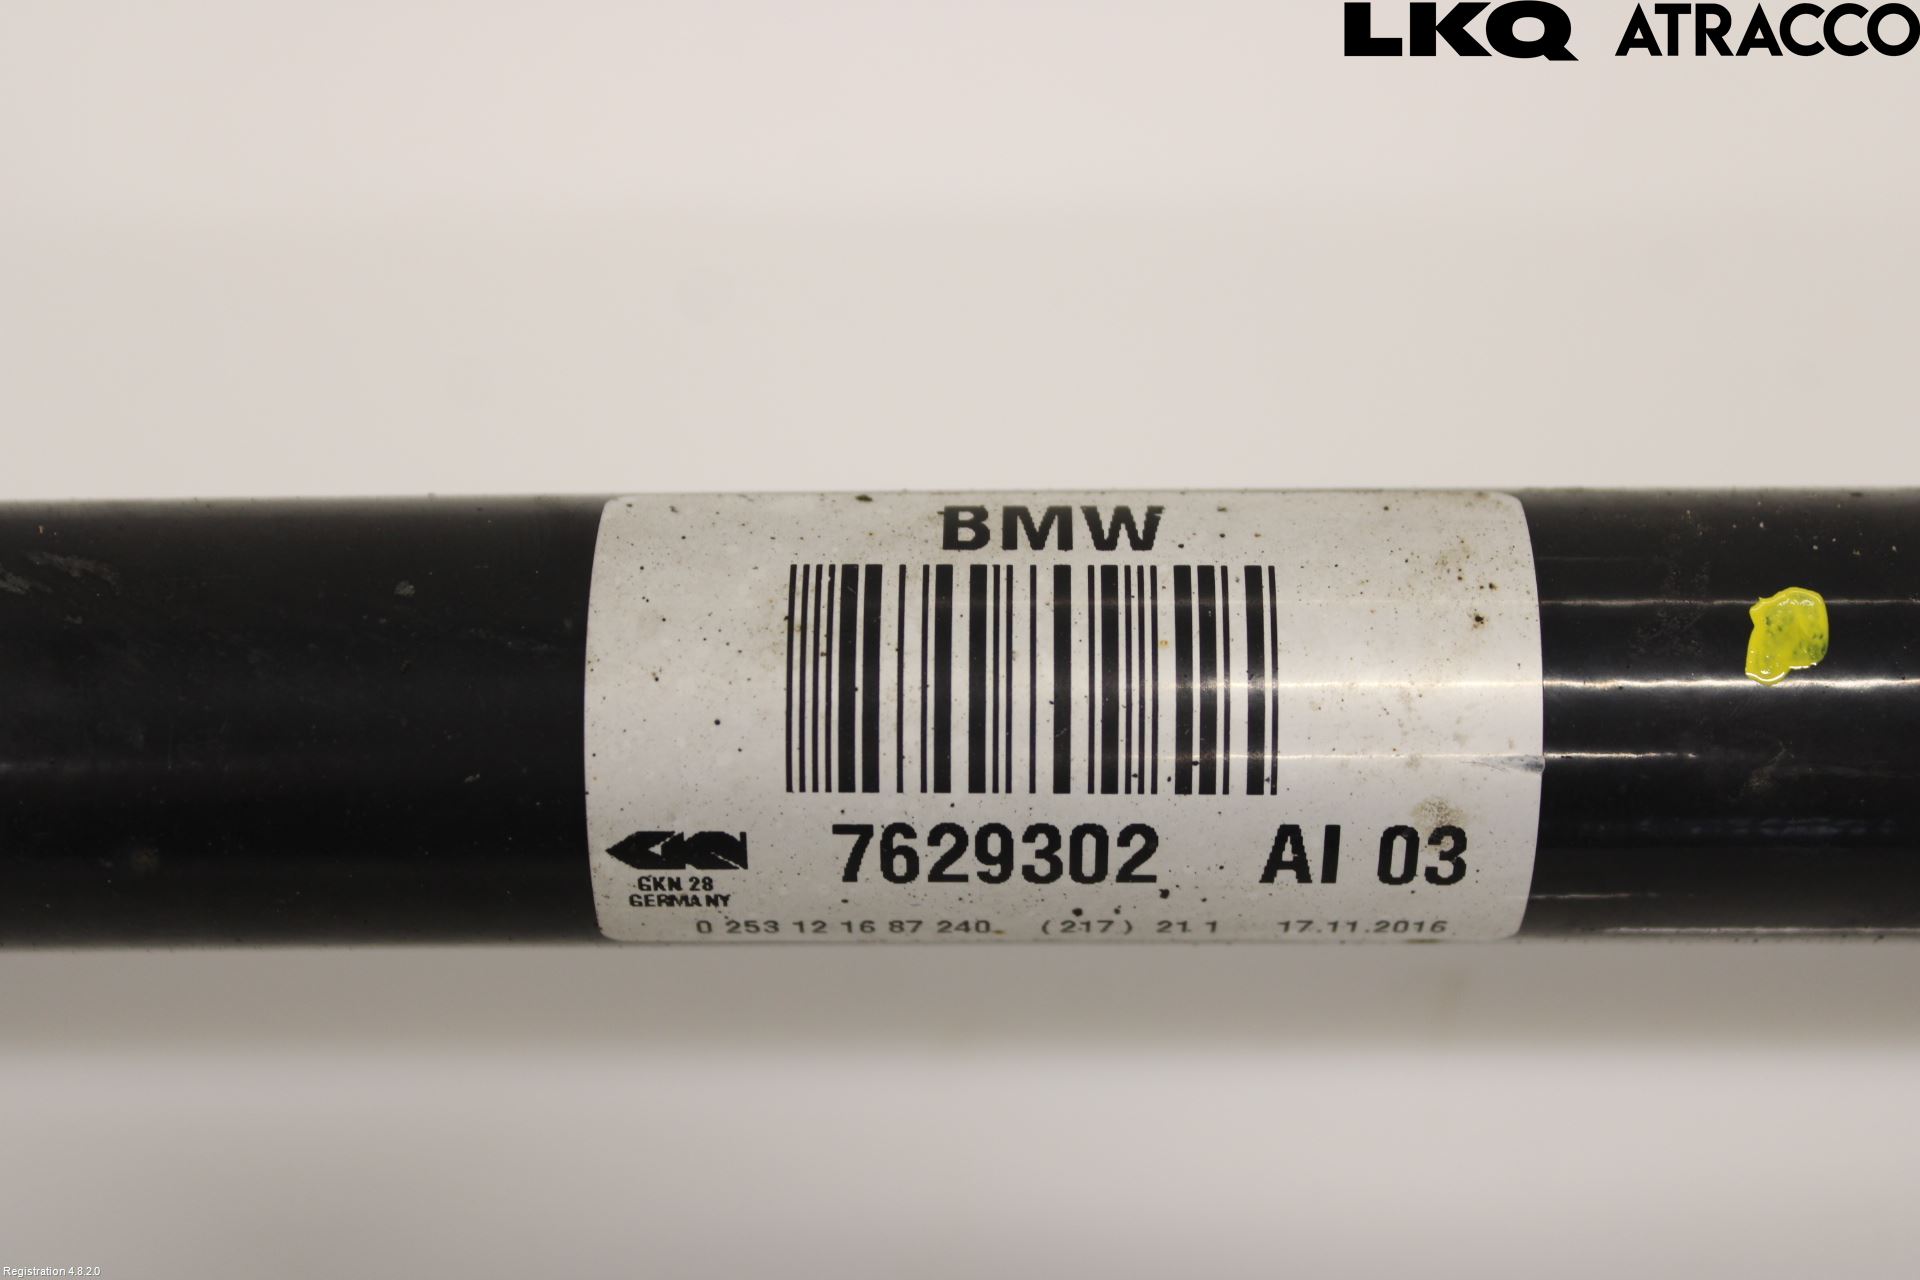 LKQ ATRACCO
BMW
7629302 AI 03
GKN 28
GERMANY
0 253 12 16 87 240 (217) 21 1 17.11.2016
Registration 4.8.2.0